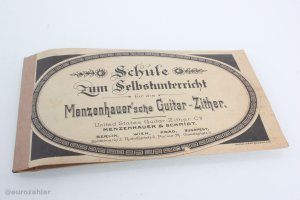 Schule
zum Selbstunterricht
für die
Menzenhauer'sche Guitar-Zither.
United States Guitar-Zither Co
MENZENHAUER & SCHMIDT,
BERLIN, WIEN, PRAG, BUDAPEST,
@eurozahler